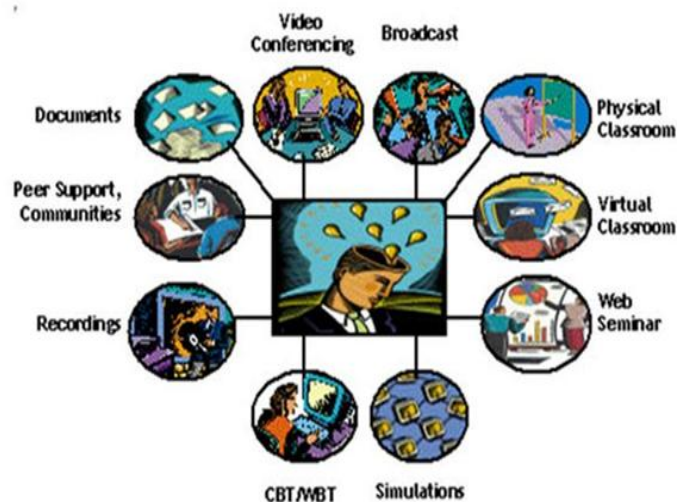 Video
Conferencing
Broadcast
Documents
Physical
Classroom
Peer Support,
Communities
Virtual
Classroom
Recordings
Web
Seminar
CBT/WBT
Simulations